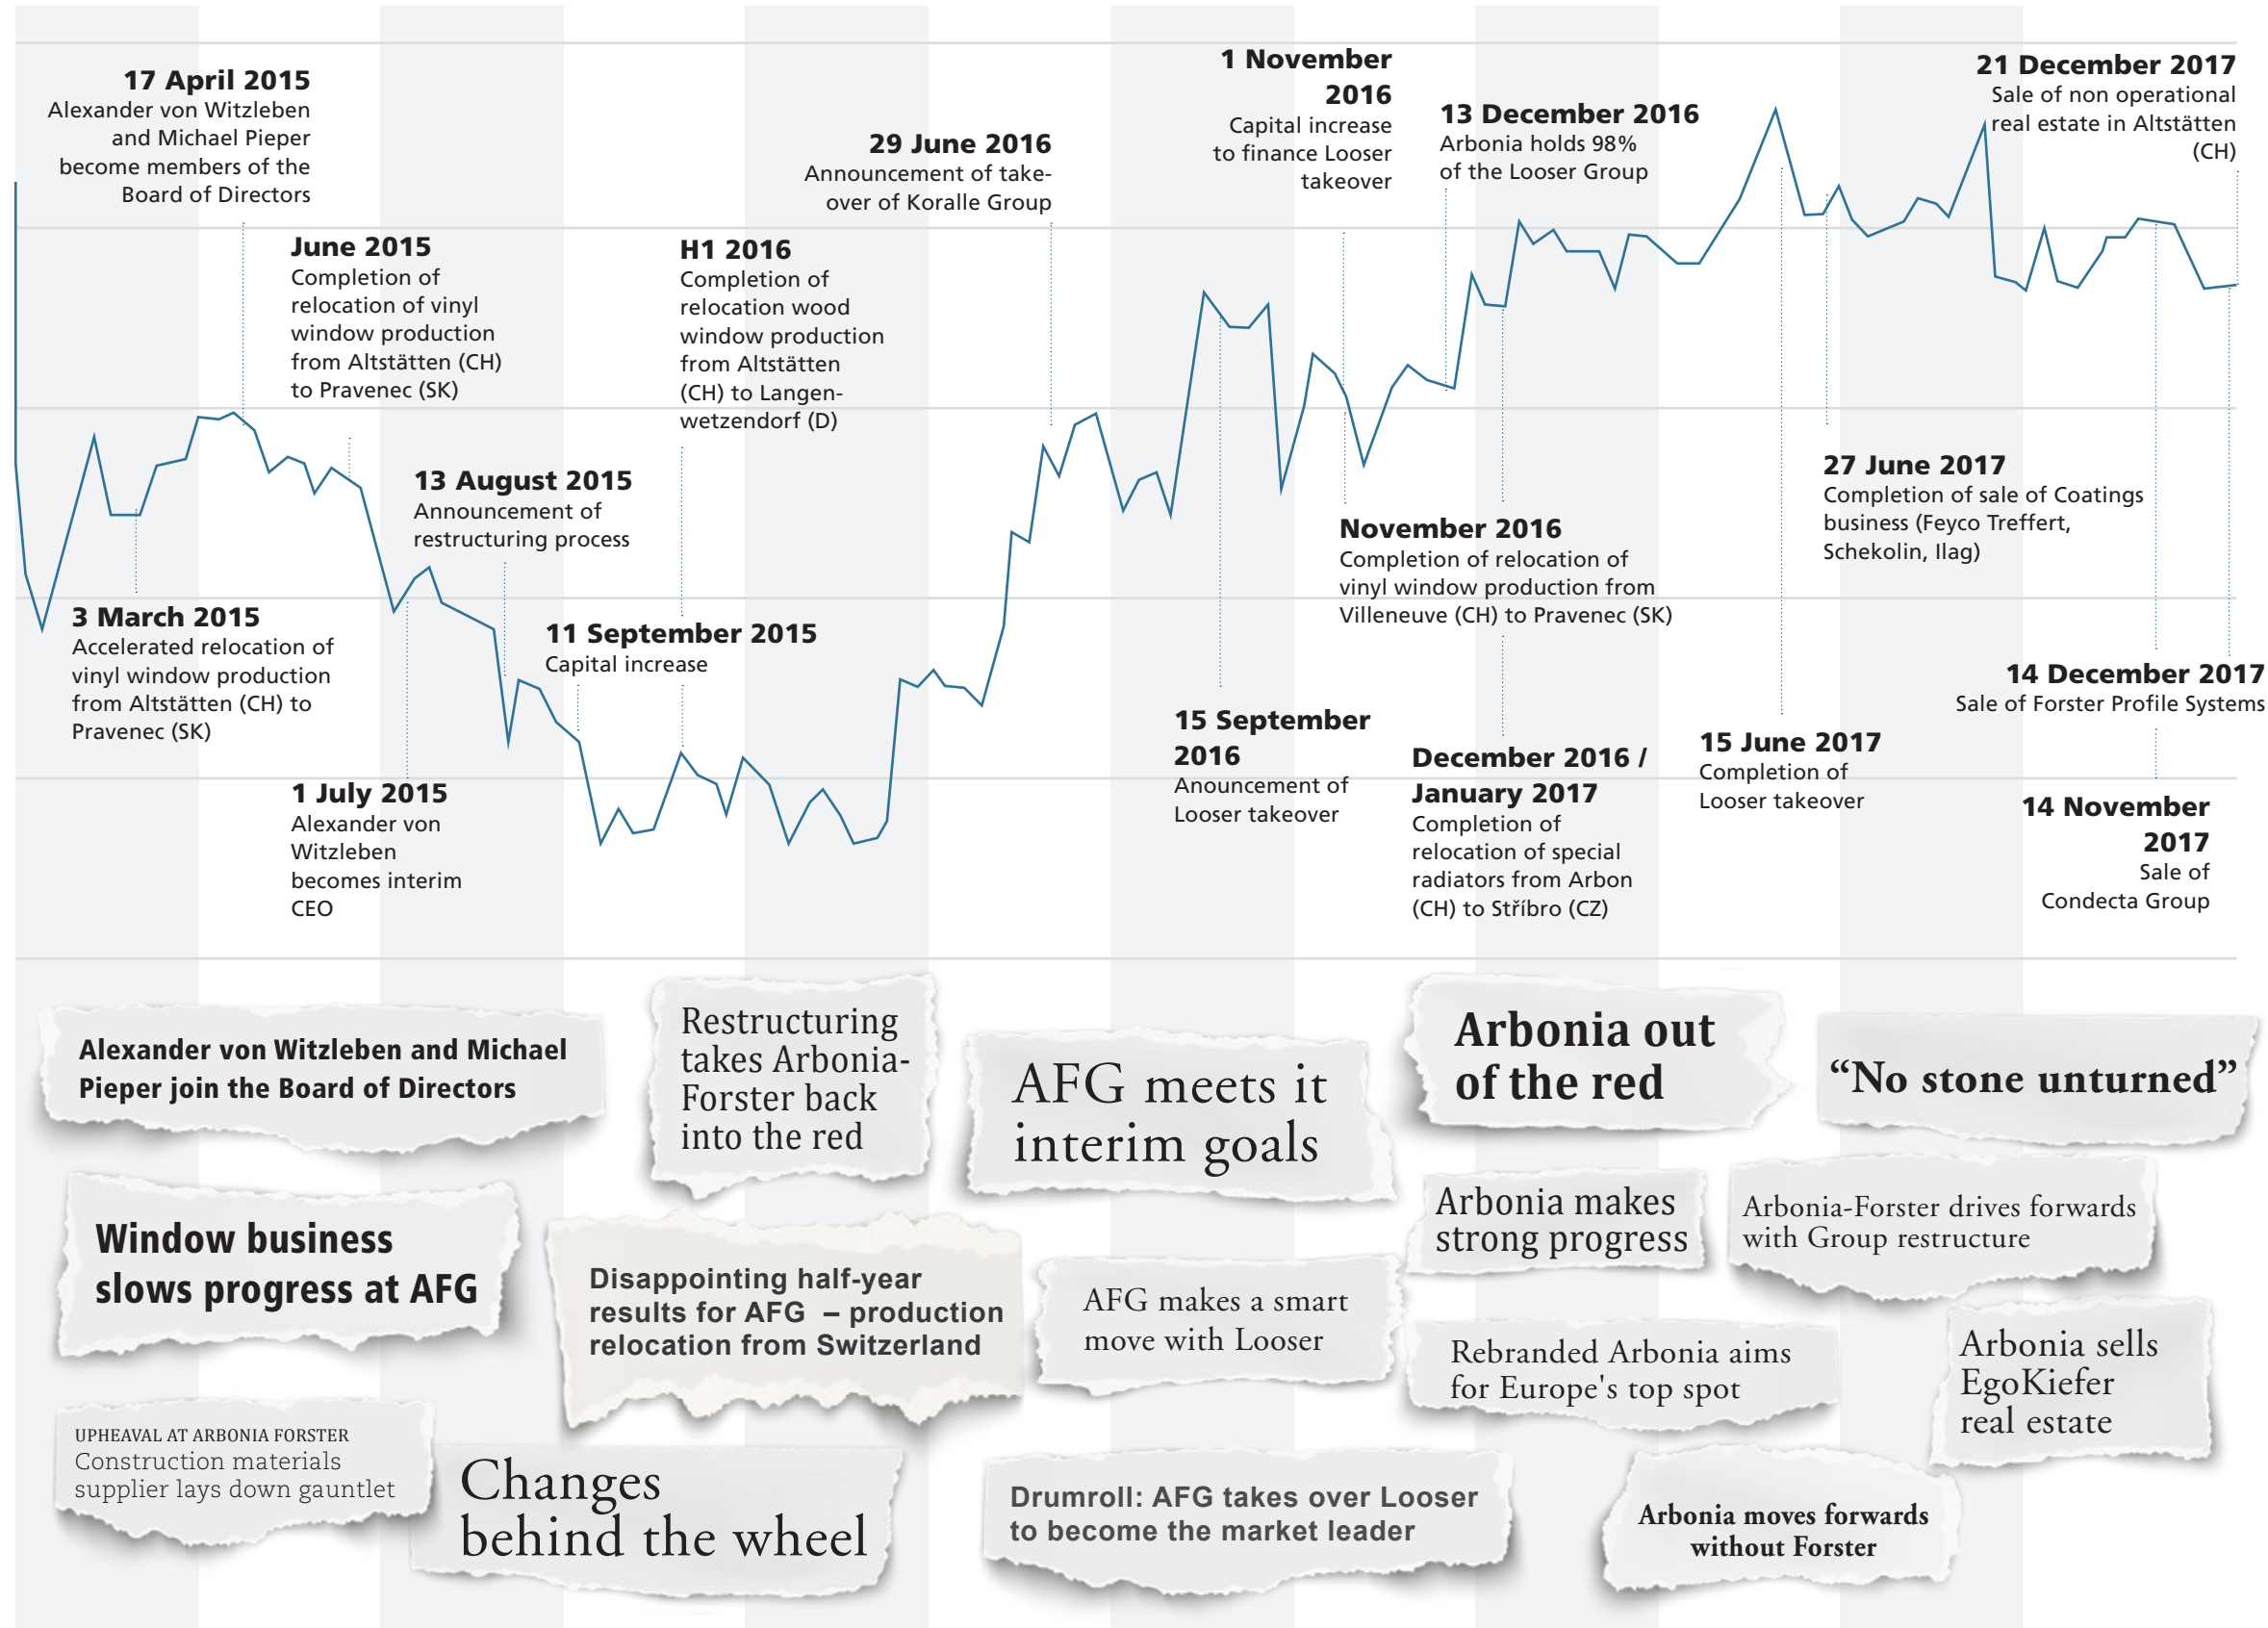 17 April 2015
Alexander von Witzleben
and Michael Pieper
become members of the
Board of Directors
June 2015
Completion of
relocation of vinyl
window production
from Altstätten (CH)
to Pravenec (SK)
3 March 2015
Accelerated relocation of
vinyl window production
from Altstätten (CH) to
Pravenec (SK)
1 July 2015
Alexander von
Witzleben
becomes interim
CEO
13 August 2015
Announcement of
restructuring process
11 September 2015
Capital increase
H1 2016
Completion of
relocation wood
window production
from Altstätten
(CH) to Langen-
wetzendorf (D)
29 June 2016
Announcement of take-
over of Koralle Group
15 September
2016
Anouncement of
Looser takeover
1 November
2016
Capital increase
to finance Looser
takeover
November 2016
Completion of relocation of
vinyl window production from
Villeneuve (CH) to Pravenec (SK)
13 December 2016
Arbonia holds 98%
of the Looser Group
December 2016 /
January 2017
Completion of
relocation of special
radiators from Arbon
(CH) to Stříbro (CZ)
15 June 2017
Completion of
Looser takeover
27 June 2017
Completion of sale of Coatings
business (Feyco Treffert,
Schekolin, Ilag)
14 November
2017
Sale of
Condecta Group
14 December 2017
Sale of Forster Profile Systems
21 December 2017
Sale of non operational
real estate in Altstätten
(CH)
Alexander von Witzleben and Michael
Pieper join the Board of Directors
Restructuring
takes Arbonia-
Forster back
into the red
AFG meets it
interim goals
Arbonia out
of the red
“No stone unturned”
Window business
slows progress at AFG
Disappointing half-year
results for AFG – production
relocation from Switzerland
AFG makes a smart
move with Looser
Arbonia makes
strong progress
Arbonia-Forster drives forwards
with Group restructure
Rebranded Arbonia aims
for Europe's top spot
Arbonia sells
EgoKiefer
real estate
UPHEAVAL AT ARBONIA FORSTER
Construction materials
supplier lays down gauntlet
Changes
behind the wheel
Drumroll: AFG takes over Looser
to become the market leader
Arbonia moves forwards
without Forster